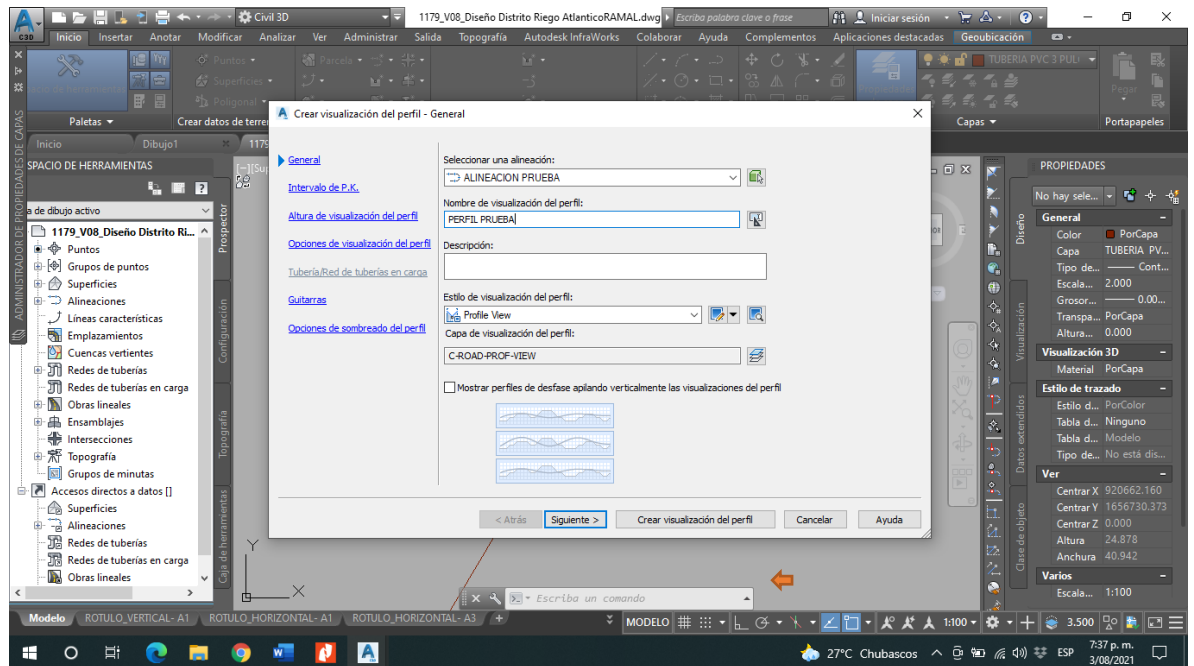 Civil 3D
1179_V08_Diseño Distrito Riego AtlanticoRAMAL.dwg
Escriba palabra clave o frase
Iniciar sesión
C3D
Inicio Insertar Anotar Modificar Analizar Ver Administrar Salida Topografía Autodesk InfraWorks Colaborar Ayuda Complementos Aplicaciones destacadas Geoubicación
Puntos
Superficies
Poligonal
Parcela
TUBERIA PVC 3 PUL
Pegar
Paletas
Crear datos de terre
Capas
Portapapeles
Inicio Dibujo1 1179
ADMINISTRADOR DE PROPIEDADES DE CAPAS
SPACIO DE HERRAMIENTAS
a de dibujo activo
1179_V08_Diseño Distrito Ri...
Puntos
Grupos de puntos
Superficies
Alineaciones
Líneas características
Emplazamientos
Cuencas vertientes
Redes de tuberías
Redes de tuberías en carga
Obras lineales
Ensamblajes
Intersecciones
Topografía
Grupos de minutas
Accesos directos a datos []
Superficies
Alineaciones
Redes de tuberías
Redes de tuberías en carga
Obras lineales
Prospector
Configuración
Topografía
Caja de herramientas
[-][Su
Crear visualización del perfil - General
General
Intervalo de P.K.
Altura de visualización del perfil
Opciones de visualización del perfil
Tubería/Red de tuberías en carga
Guitarras
Opciones de sombreado del perfil
Seleccionar una alineación:
ALINEACION PRUEBA
Nombre de visualización del perfil:
PERFIL PRUEBA
Descripción:
Estilo de visualización del perfil:
Profile View
Capa de visualización del perfil:
C-ROAD-PROF-VIEW
Mostrar perfiles de desfase apilando verticalmente las visualizaciones del perfil
< Atrás Siguiente > Crear visualización del perfil Cancelar Ayuda
Y
X
Escriba un comando
PROPIEDADES
No hay sele...
General
Color PorCapa
Capa TUBERIA PV...
Tipo de... Cont...
Escala... 2.000
Grosor... 0.00...
Transpa... PorCapa
Altura... 0.000
Visualización 3D
Material PorCapa
Estilo de trazado
Estilo d... PorColor
Tabla d... Ninguno
Tabla d... Modelo
Tipo de... No está dis...
Ver
Centrar X 920662.160
Centrar Y 1656730.373
Centrar Z 0.000
Altura 24.878
Anchura 40.942
Varios
Escala... 1:100
Diseño
Visualización
Datos extendidos
Clase de objeto
Modelo ROTULO_VERTICAL- A1 ROTULO_HORIZONTAL- A1 ROTULO_HORIZONTAL- A3 +
MODELO 1:100 3.500
27°C Chubascos ESP
7:37 p. m.
3/08/2021